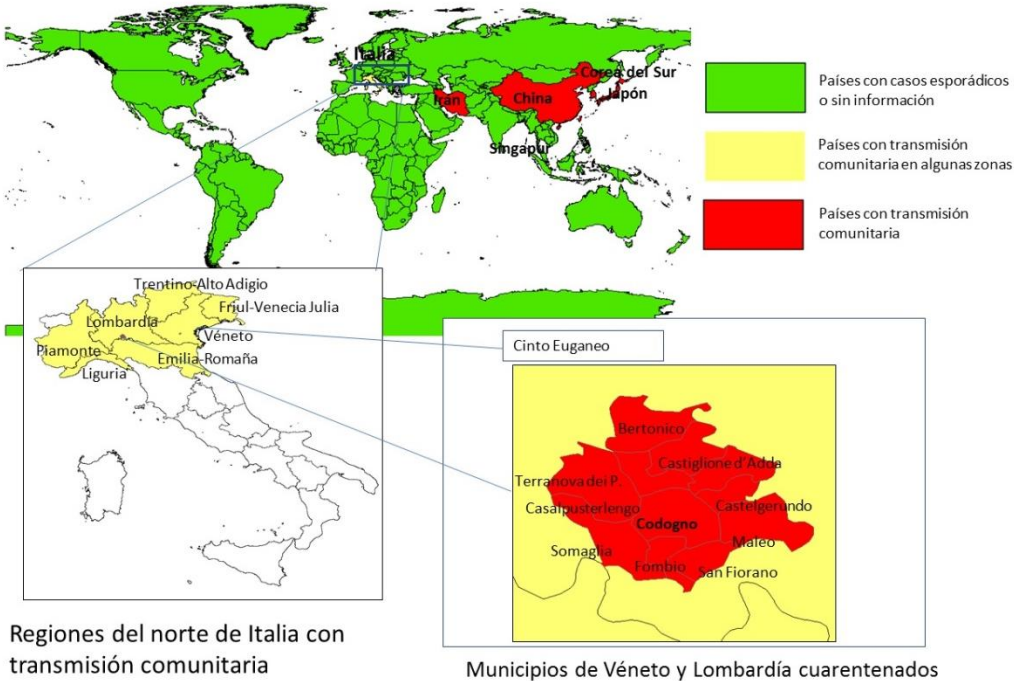 Italia
Corea del Sur
Japón
Irán
China
Singapur
Países con casos esporádicos
o sin información
Países con transmisión
comunitaria en algunas zonas
Países con transmisión
comunitaria
Trentino-Alto Adigio
Friul-Venecia Julia
Lombardía
Véneto
Piamonte
Emilia-Romaña
Liguria
Cinto Euganeo
Bertonico
Castiglione d'Adda
Terranova dei P.
Casalpusterlengo
Castelgerundo
Codogno
Maleo
Somaglia
Fombio
San Fiorano
Regiones del norte de Italia con
transmisión comunitaria
Municipios de Véneto y Lombardía cuarentenados